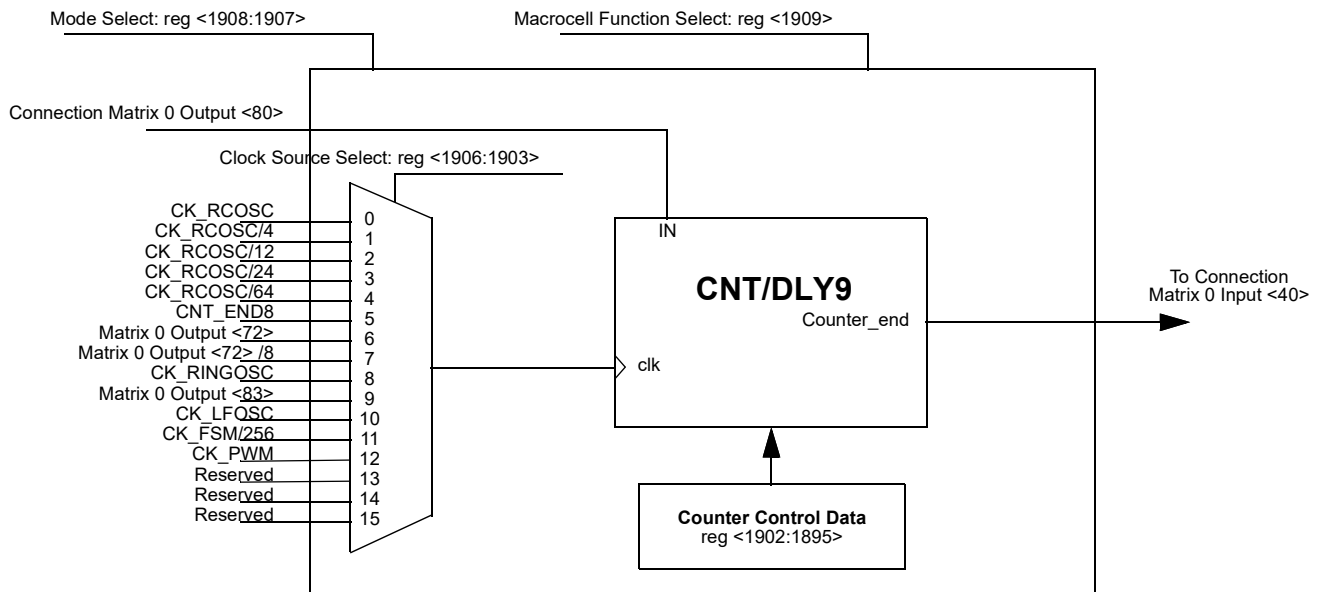 Mode Select: reg <1908:1907>
Macrocell Function Select: reg <1909>
Connection Matrix 0 Output <80>
Clock Source Select: reg <1906:1903>
CK_RCOSC
0
CK_RCOSC/4
1
CK_RCOSC/12
2
CK_RCOSC/24
3
CK_RCOSC/64
4
CNT_END8
5
Matrix 0 Output <72>
6
Matrix 0 Output <72> /8
7
CK_RINGOSC
8
Matrix 0 Output <83>
9
CK_LFOSC
10
CK_FSM/256
11
CK_PWM
12
Reserved
13
Reserved
14
Reserved
15
IN
CNT/DLY9
Counter_end
clk
To Connection
Matrix 0 Input <40>
Counter Control Data
reg <1902:1895>